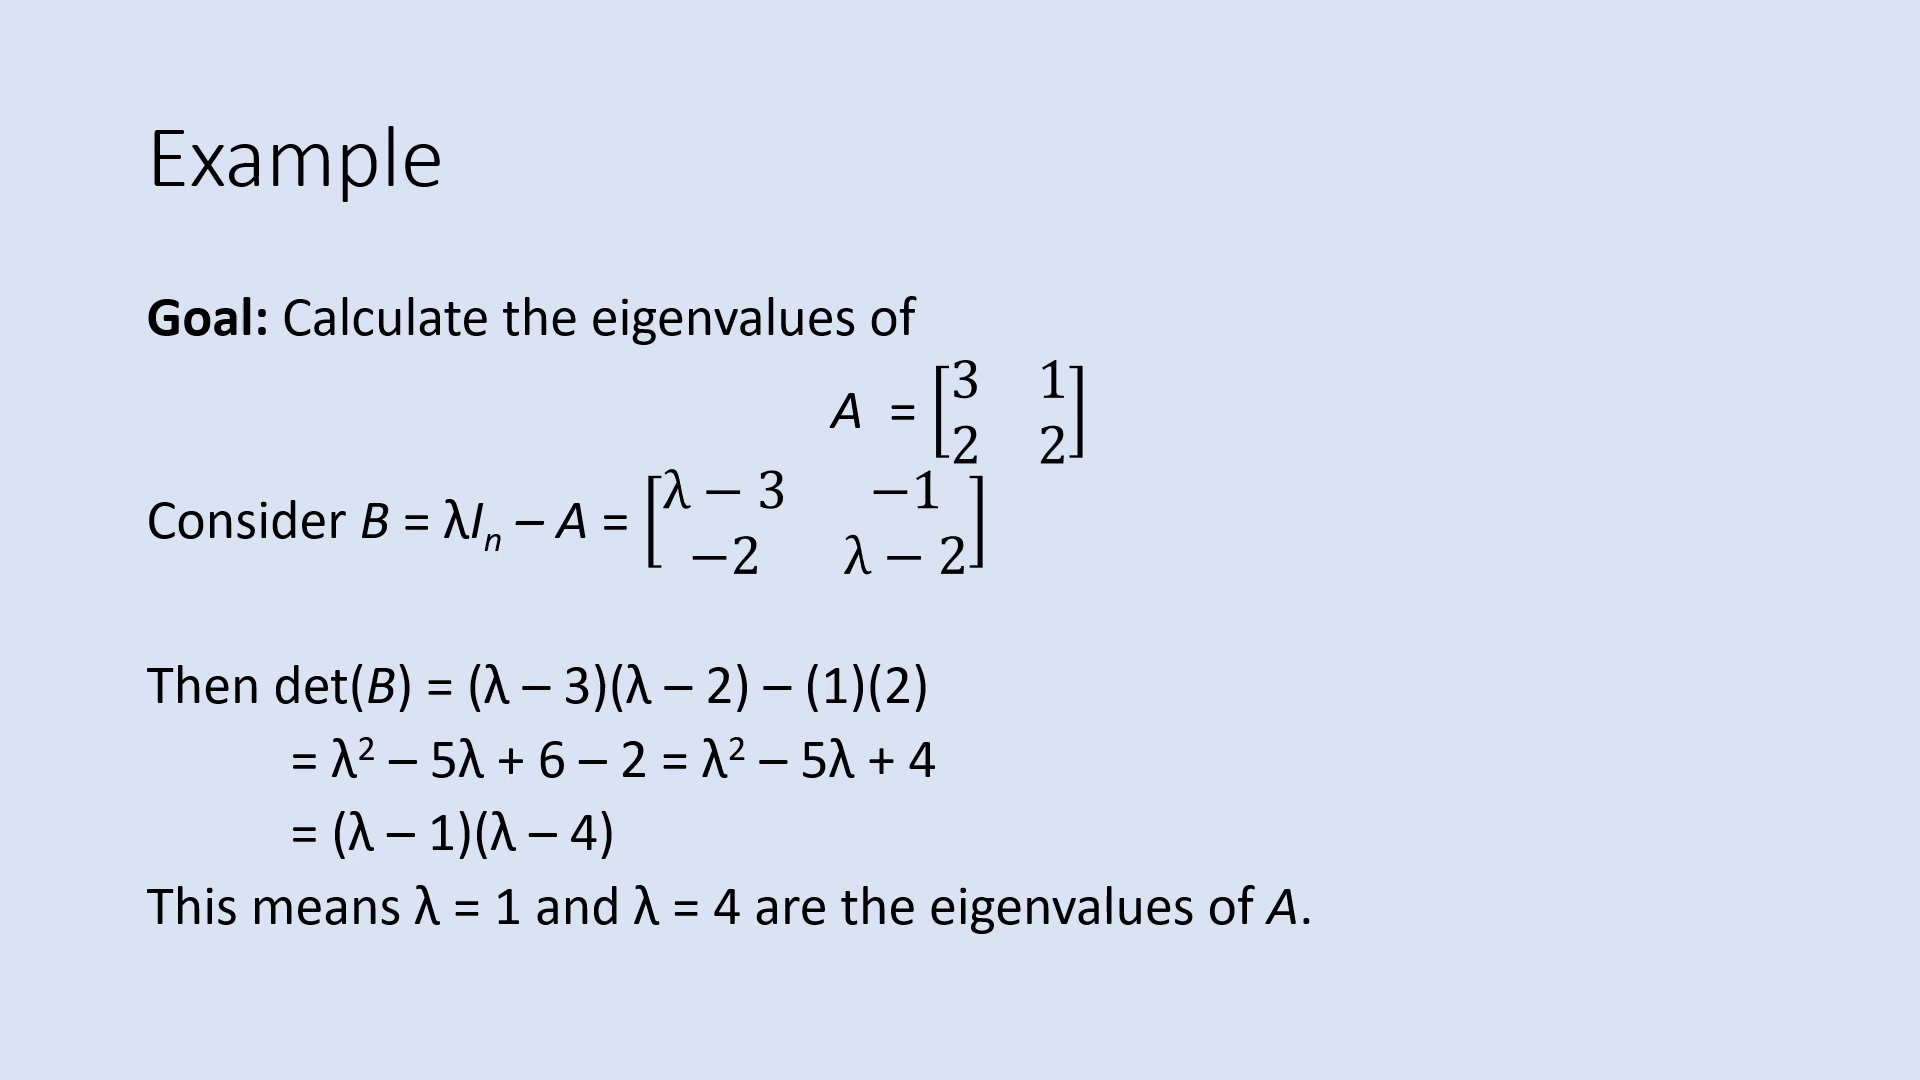 Example
Goal: Calculate the eigenvalues of
A = [3 1
2 2]
Consider B = λIₙ – A = [λ − 3 −1
−2 λ − 2]
Then det(B) = (λ – 3)(λ – 2) – (1)(2)
= λ² – 5λ + 6 – 2 = λ² – 5λ + 4
= (λ – 1)(λ – 4)
This means λ = 1 and λ = 4 are the eigenvalues of A.